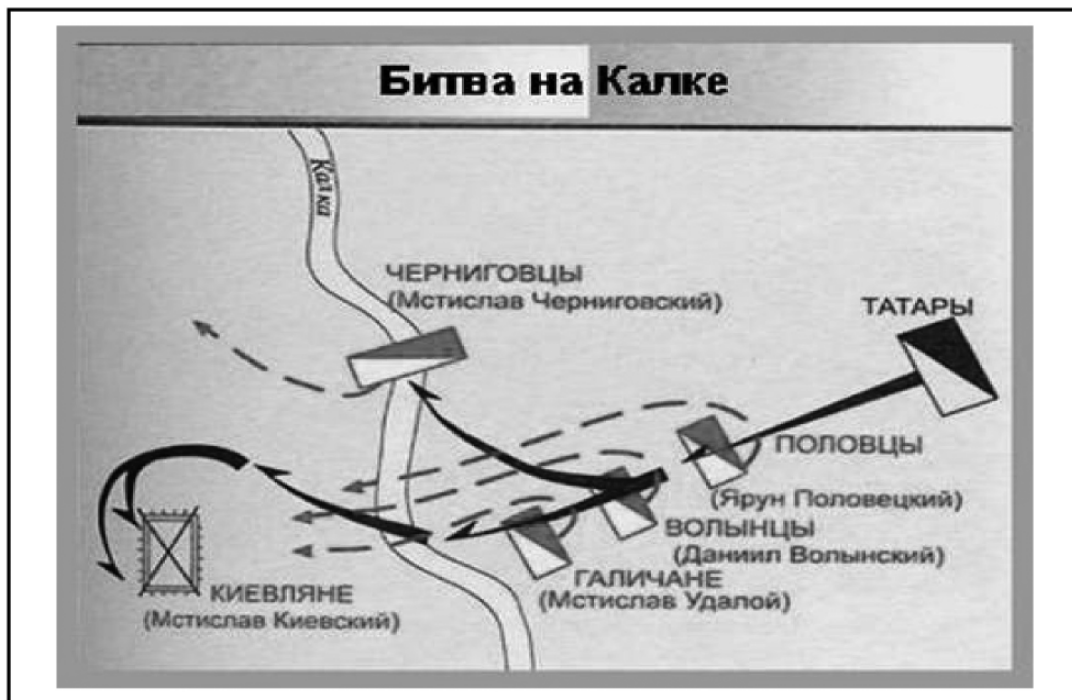 Битва на Калке
Калка
ЧЕРНИГОВЦЫ
(Мстислав Черниговский)
ТАТАРЫ
ПОЛОВЦЫ
(Ярун Половецкий)
ВОЛЫНЦЫ
(Даниил Волынский)
ГАЛИЧАНЕ
(Мстислав Удалой)
КИЕВЛЯНЕ
(Мстислав Киевский)